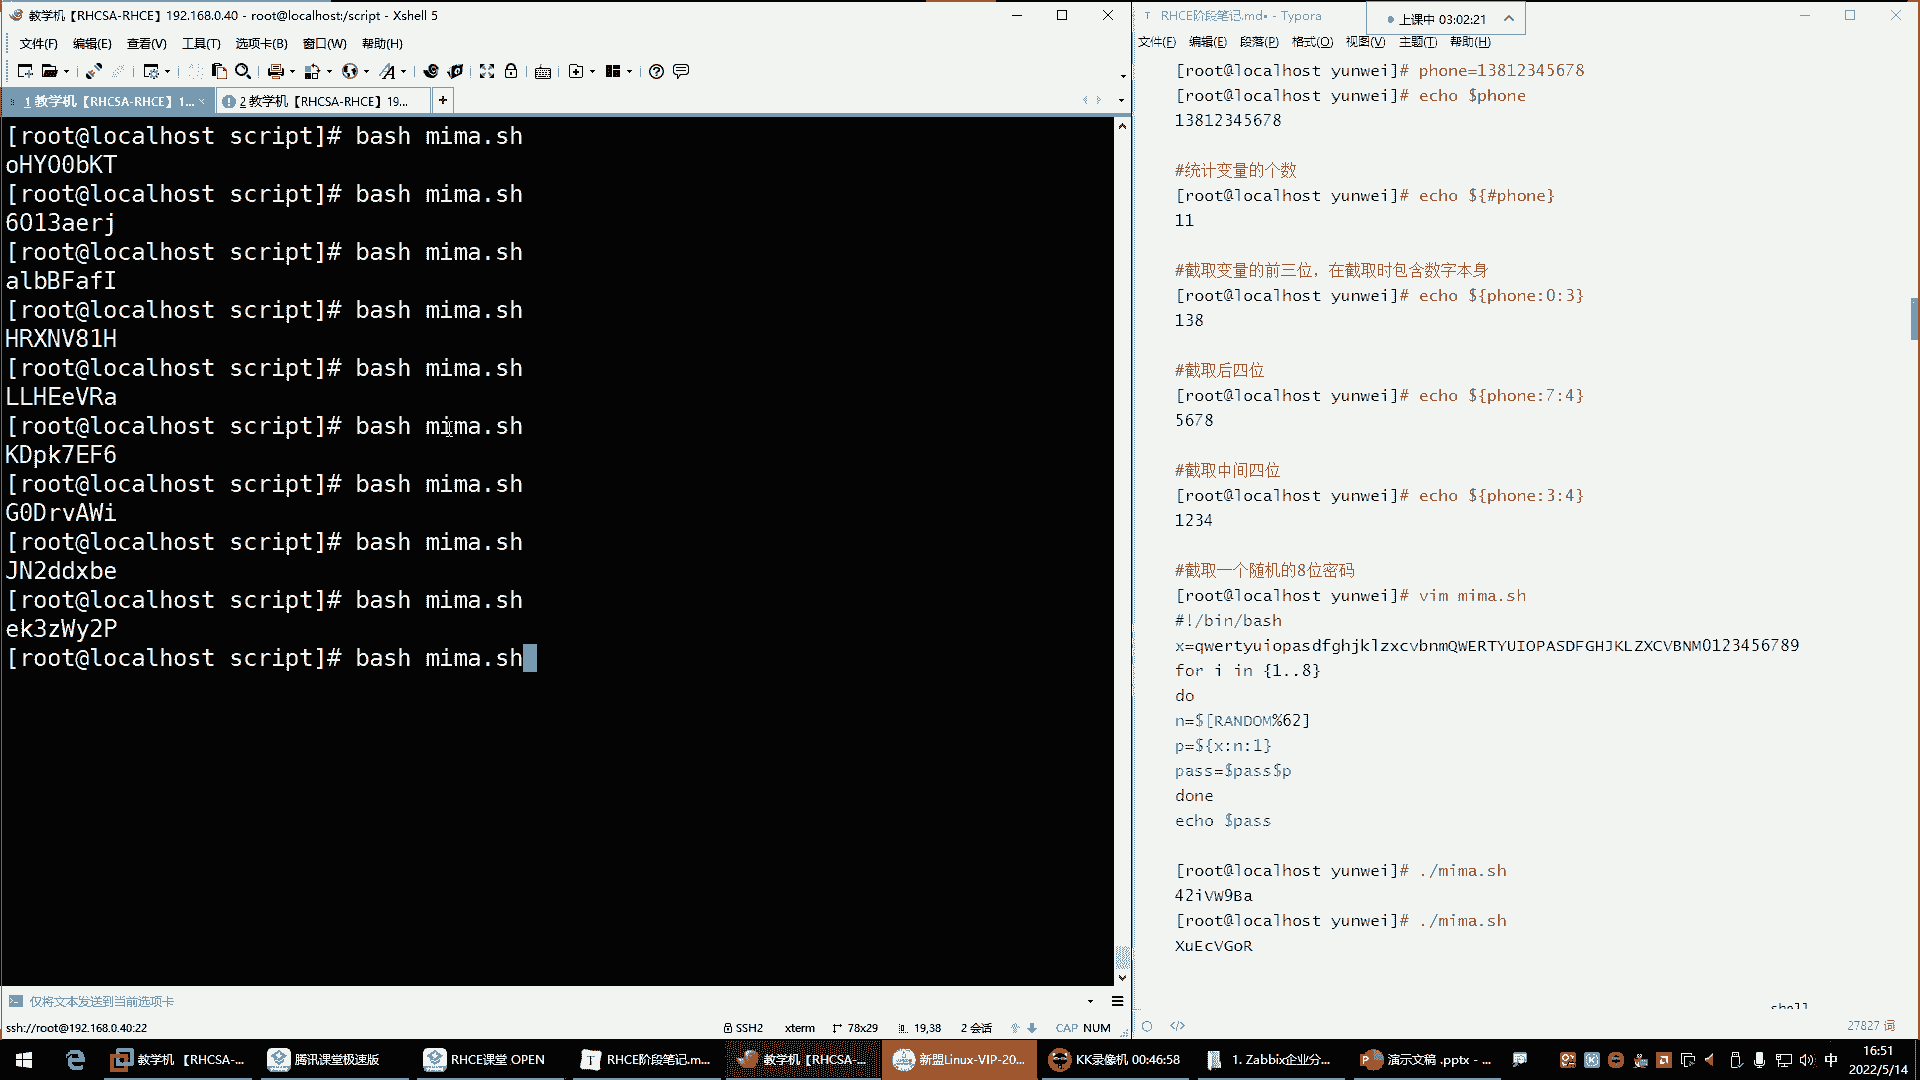 教学机【RHCSA-RHCE】192.168.0.40 - root@localhost:/script - Xshell 5
文件(F) 编辑(E) 查看(V) 工具(T) 选项卡(B) 窗口(W) 帮助(H)
1 教学机【RHCSA-RHCE】1...
2 教学机【RHCSA-RHCE】19...
[root@localhost script]# bash mima.sh
oHYO0bKT
[root@localhost script]# bash mima.sh
6O13aerj
[root@localhost script]# bash mima.sh
albBFafI
[root@localhost script]# bash mima.sh
HRXNV81H
[root@localhost script]# bash mima.sh
LLHEeVRa
[root@localhost script]# bash mima.sh
KDpk7EF6
[root@localhost script]# bash mima.sh
G0DrvAWi
[root@localhost script]# bash mima.sh
JN2ddxbe
[root@localhost script]# bash mima.sh
ek3zWy2P
[root@localhost script]# bash mima.sh
仅将文本发送到当前选项卡
ssh://root@192.168.0.40:22
SSH2 xterm 78x29 19,38 2 会话 CAP NUM
RHCE阶段笔记.md• - Typora
上课中 03:02:21
文件(F) 编辑(E) 段落(P) 格式(O) 视图(V) 主题(T) 帮助(H)
[root@localhost yunwei]# phone=13812345678
[root@localhost yunwei]# echo $phone
13812345678
#统计变量的个数
[root@localhost yunwei]# echo ${#phone}
11
#截取变量的前三位，在截取时包含数字本身
[root@localhost yunwei]# echo ${phone:0:3}
138
#截取后四位
[root@localhost yunwei]# echo ${phone:7:4}
5678
#截取中间四位
[root@localhost yunwei]# echo ${phone:3:4}
1234
#截取一个随机的8位密码
[root@localhost yunwei]# vim mima.sh
#!/bin/bash
x=qwertyuiopasdfghjklzxcvbnmQWERTYUIOPASDFGHJKLZXCVBNM0123456789
for i in {1..8}
do
n=$[RANDOM%62]
p=${x:n:1}
pass=$pass$p
done
echo $pass
[root@localhost yunwei]# ./mima.sh
42iVW9Ba
[root@localhost yunwei]# ./mima.sh
XuEcVGoR
shell
27827 词
教学机 【RHCSA-...
腾讯课堂极速版
RHCE课堂 OPEN
RHCE阶段笔记.m...
教学机【RHCSA-...
新盟Linux-VIP-20...
KK录像机 00:46:58
1. Zabbix企业分...
演示文稿 .pptx - ...
中
16:51
2022/5/14